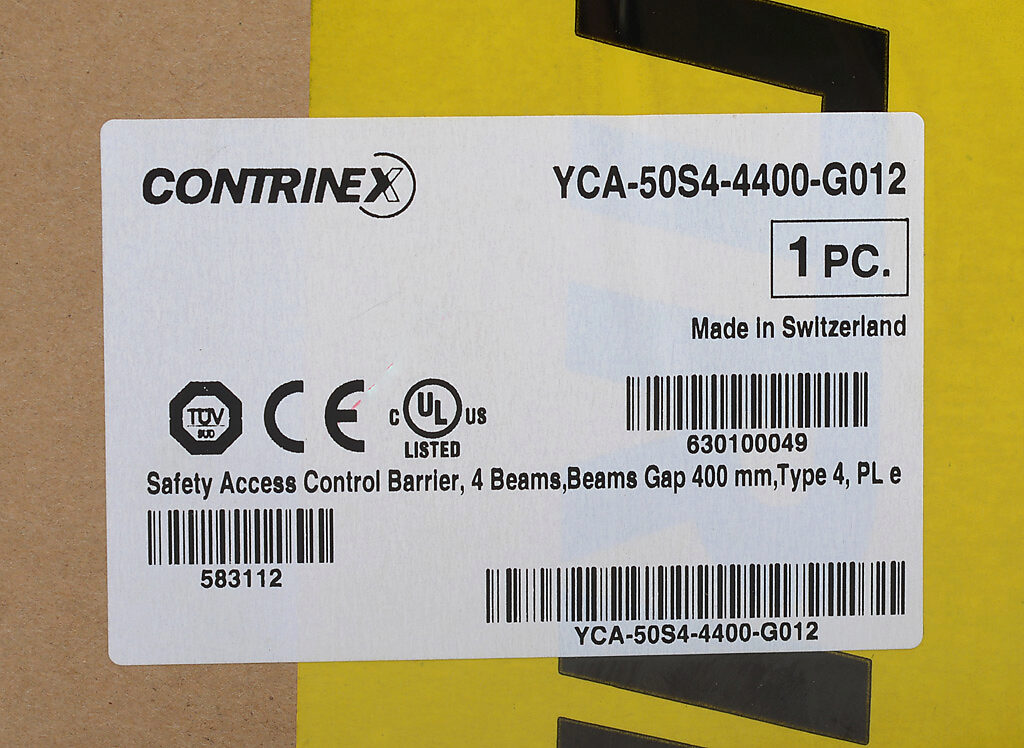 CONTRINEX
YCA-50S4-4400-G012
1 PC.
Made in Switzerland
TÜV
SÜD
CE
C UL US
LISTED
630100049
Safety Access Control Barrier, 4 Beams,Beams Gap 400 mm,Type 4, PL e
583112
YCA-50S4-4400-G012